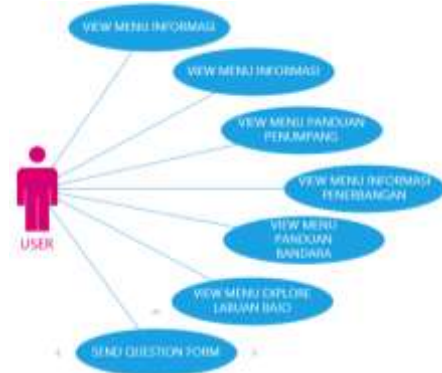 VIEW MENU INFORMASI
VIEW MENU INFORMASI
VIEW MENU PANDUAN
PENUMPANG
VIEW MENU INFORMASI
PENERBANGAN
USER
VIEW MENU
PANDUAN
BANDARA
VIEW MENU EXPLORE
LABUAN BAJO
SEND QUESTION FORM